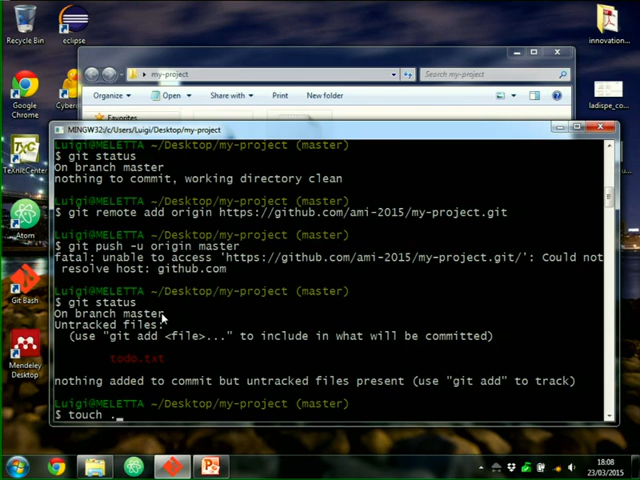 Recycle Bin
eclipse
innovation...
my-project
Search my-project
Google
Chrome
Organize
Open
Share with
Print
New folder
Favorites
ladispe_co...
MINGW32:/c/Users/Luigi/Desktop/my-project
Luigi@MELETTA ~/Desktop/my-project (master)
$ git status
On branch master
nothing to commit, working directory clean
Luigi@MELETTA ~/Desktop/my-project (master)
$ git remote add origin https://github.com/ami-2015/my-project.git
Luigi@MELETTA ~/Desktop/my-project (master)
$ git push -u origin master
fatal: unable to access 'https://github.com/ami-2015/my-project.git/': Could not
resolve host: github.com
Luigi@MELETTA ~/Desktop/my-project (master)
$ git status
On branch master
Untracked files:
(use "git add <file>..." to include in what will be committed)
todo.txt
nothing added to commit but untracked files present (use "git add" to track)
Luigi@MELETTA ~/Desktop/my-project (master)
$ touch ._
TeXnicCenter
Atom
Git Bash
Mendeley
Desktop
18:08
23/03/2015